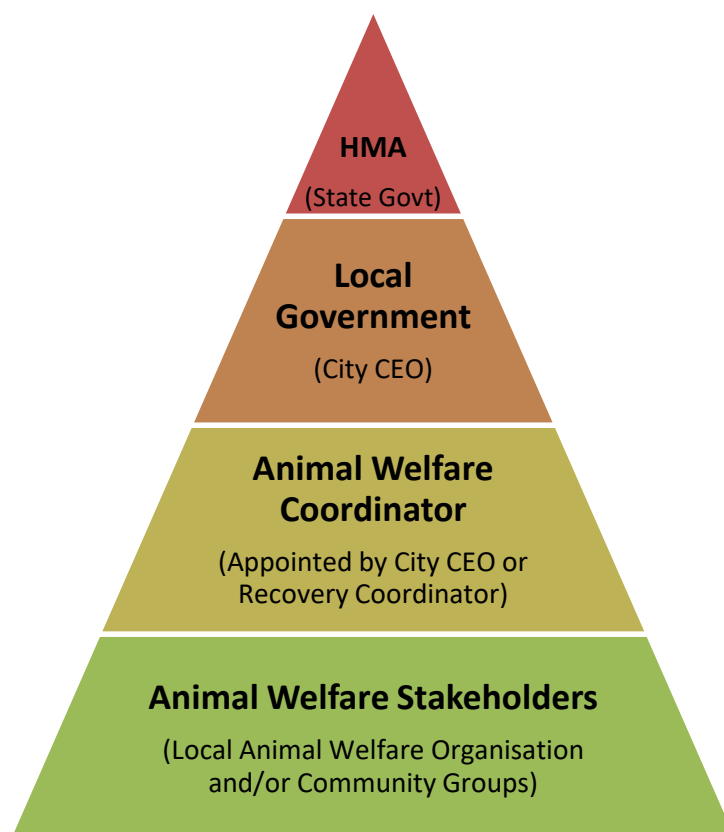 HMA
(State Govt)
Local
Government
(City CEO)
Animal Welfare
Coordinator
(Appointed by City CEO or
Recovery Coordinator)
Animal Welfare Stakeholders
(Local Animal Welfare Organisation
and/or Community Groups)